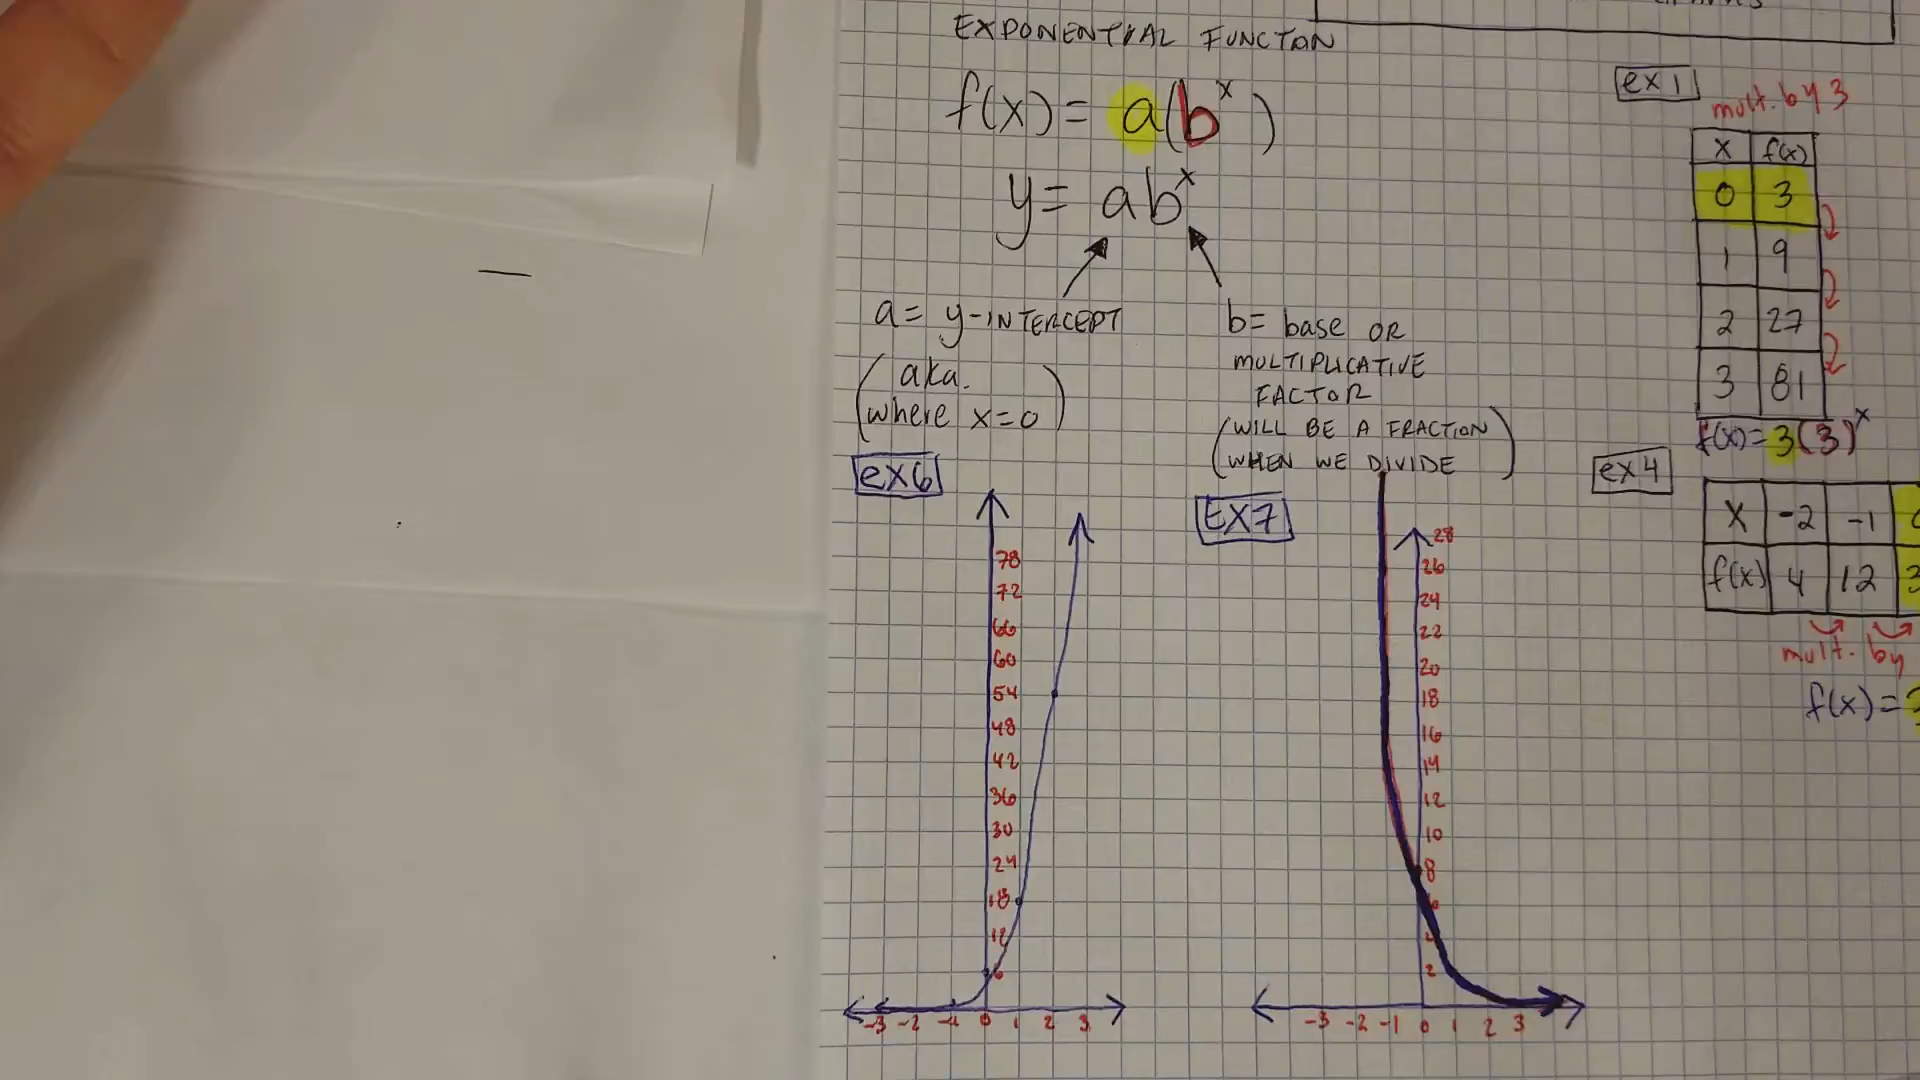 EXPONENTIAL FUNCTION
f(x) = a(b^x)
y = ab^x
a = y-INTERCEPT
(aka.
where x=0)
b = base OR
MULTIPLICATIVE
FACTOR
(WILL BE A FRACTION
WHEN WE DIVIDE)
ex 1
mult. by 3
x f(x)
0 3
1 9
2 27
3 81
f(x)=3(3)^x
ex 4
X -2 -1
f(x) 4 12
mult. by
f(x) =
ex6
78
72
66
60
54
48
42
36
30
24
18
12
6
-3 -2 -1 0 1 2 3
EX7
28
26
24
22
20
18
16
14
12
10
8
6
4
2
-3 -2 -1 0 1 2 3